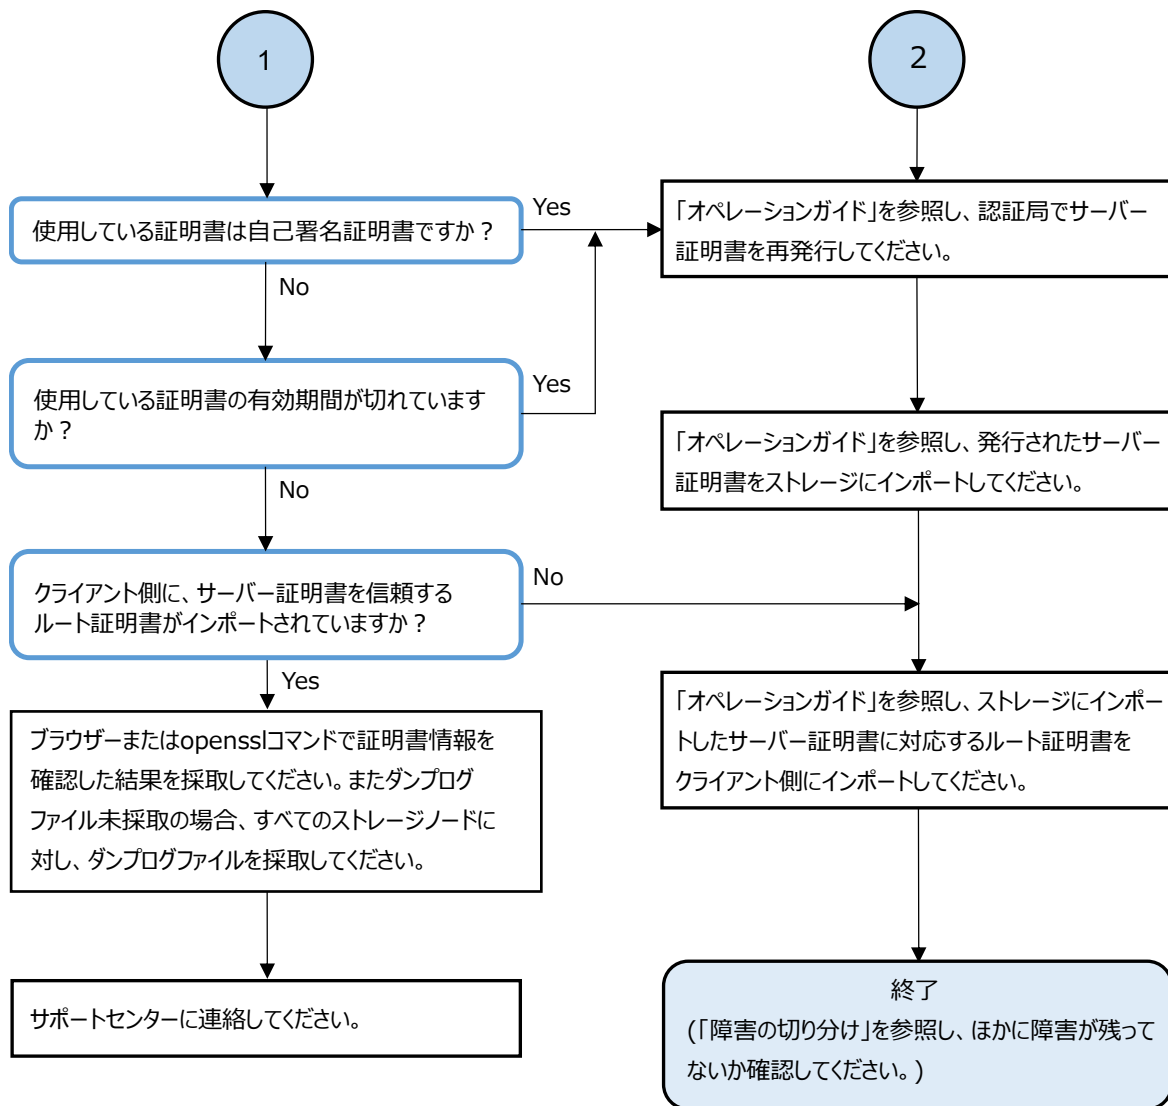 1
使用している証明書は自己署名証明書ですか？
Yes
No
使用している証明書の有効期間が切れています
か？
Yes
No
クライアント側に、サーバー証明書を信頼する
ルート証明書がインポートされていますか？
No
Yes
ブラウザーまたはopensslコマンドで証明書情報を
確認した結果を採取してください。またダンプログ
ファイル未採取の場合、すべてのストレージノードに
対し、ダンプログファイルを採取してください。
サポートセンターに連絡してください。
2
「オペレーションガイド」を参照し、認証局でサーバー
証明書を再発行してください。
「オペレーションガイド」を参照し、発行されたサーバー
証明書をストレージにインポートしてください。
「オペレーションガイド」を参照し、ストレージにインポー
トしたサーバー証明書に対応するルート証明書を
クライアント側にインポートしてください。
終了
(「障害の切り分け」を参照し、ほかに障害が残って
ないか確認してください。)